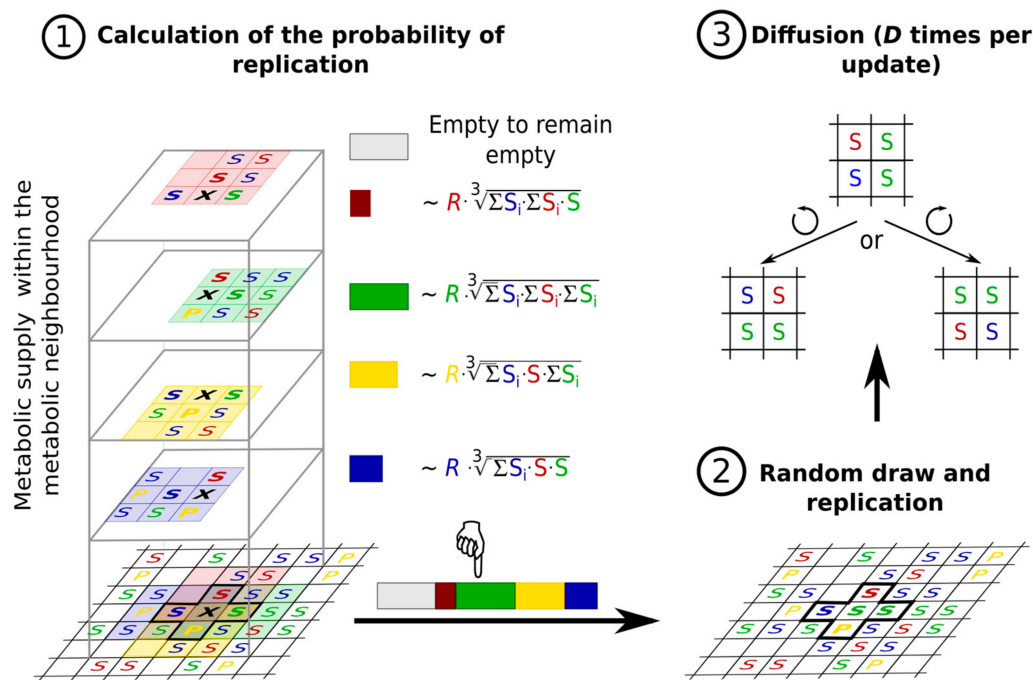 1 Calculation of the probability of
replication
Metabolic supply within the
metabolic neighbourhood
S S
S S
S X S
S S S
X S S
P S S
S X S
S P S
S S
S S
P S X
S S P
S S S S P
P S S
S S S S S
P S X S S S
S S S P S S S
S S S P
Empty to remain
empty
~ R·∛ΣSᵢ·ΣSᵢ·S
~ R·∛ΣSᵢ·ΣSᵢ·ΣSᵢ
~ R·∛ΣSᵢ·S·ΣSᵢ
~ R·∛ΣSᵢ·S·S
2 Random draw and
replication
S S S S P
P S S
S S S S S
P S S S S S
S S S P S S S
S S S P
3 Diffusion (D times per
update)
S S
S S
or
S S
S S
S S
S S